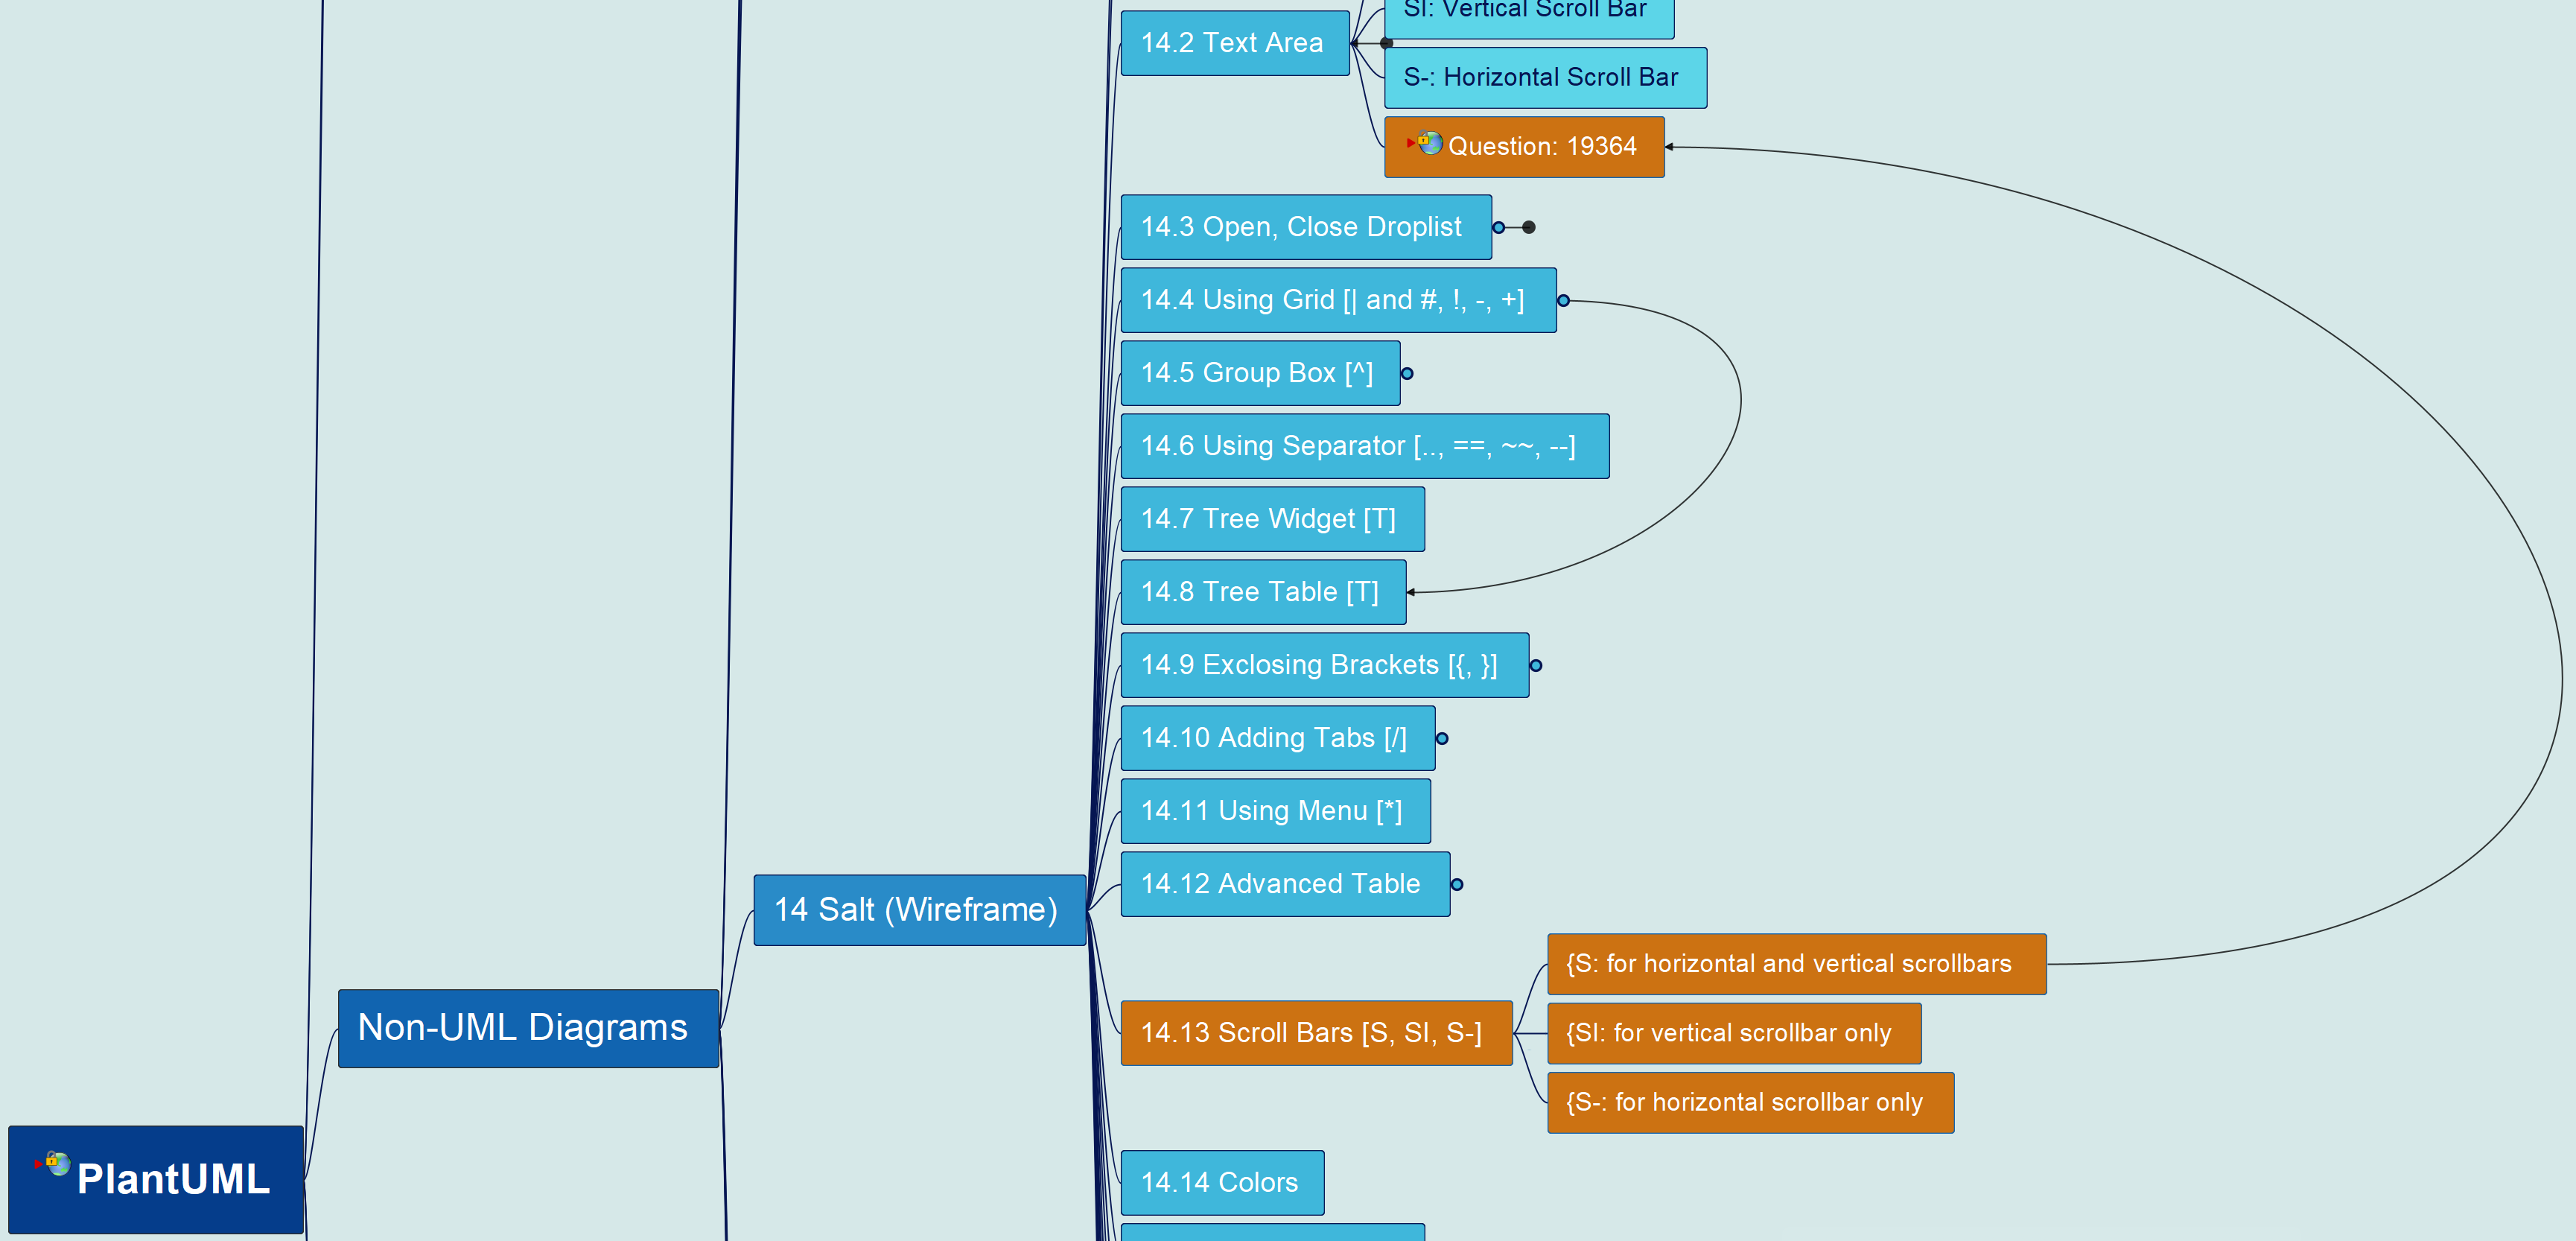 SI: Vertical Scroll Bar
14.2 Text Area
S-: Horizontal Scroll Bar
Question: 19364
14.3 Open, Close Droplist
14.4 Using Grid [| and #, !, -, +]
14.5 Group Box [^]
14.6 Using Separator [.., ==, ~~, --]
14.7 Tree Widget [T]
14.8 Tree Table [T]
14.9 Exclosing Brackets [{, }]
14.10 Adding Tabs [/]
14.11 Using Menu [*]
14.12 Advanced Table
14 Salt (Wireframe)
{S: for horizontal and vertical scrollbars
Non-UML Diagrams
14.13 Scroll Bars [S, SI, S-]
{SI: for vertical scrollbar only
{S-: for horizontal scrollbar only
PlantUML
14.14 Colors